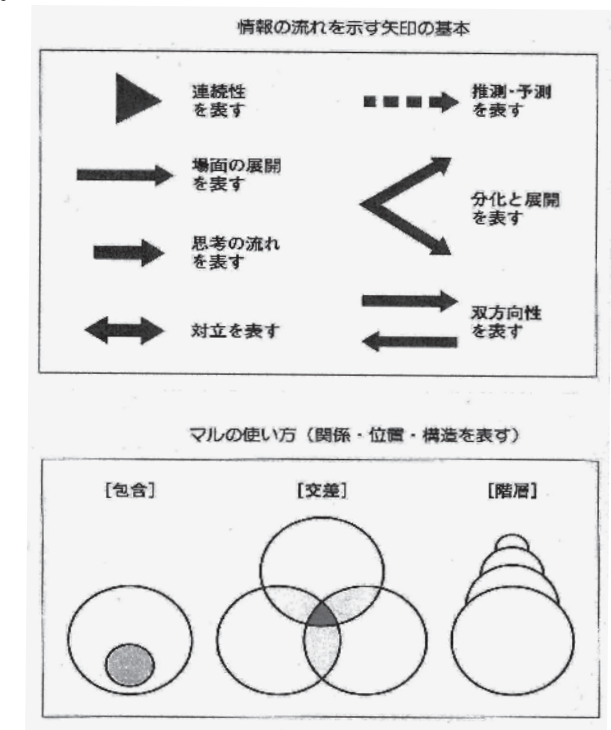 情報の流れを示す矢印の基本
連続性
を表す
場面の展開
を表す
思考の流れ
を表す
対立を表す
推測・予測
を表す
分化と展開
を表す
双方向性
を表す
マルの使い方（関係・位置・構造を表す）
[包含]
[交差]
[階層]